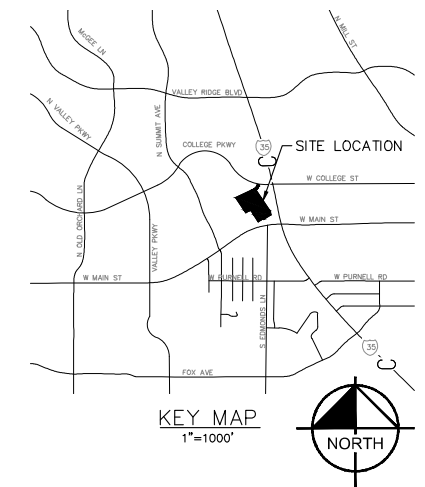 McGEE LN
N MILL ST
VALLEY RIDGE BLVD
N VALLEY PKWY
N SUMMIT AVE
COLLEGE PKWY
35
SITE LOCATION
W COLLEGE ST
N OLD ORCHARD LN
VALLEY PKWY
W MAIN ST
W MAIN ST
W PURNELL RD
W PURNELL RD
S EDMONDS LN
35
FOX AVE
KEY MAP
1"=1000'
NORTH